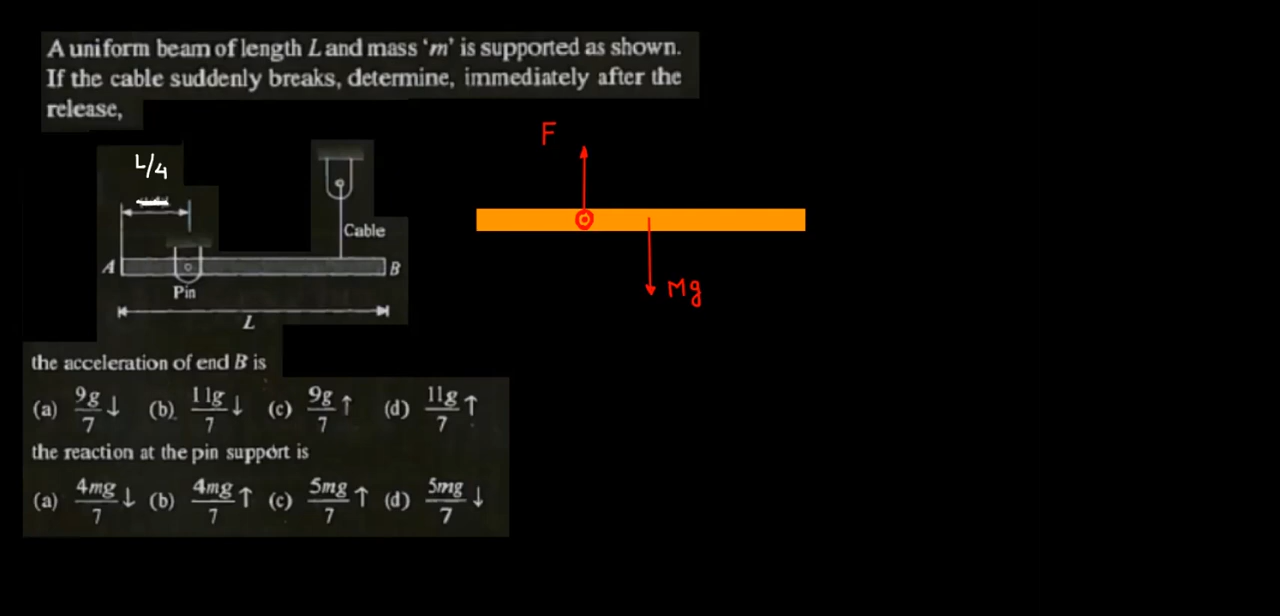 A uniform beam of length L and mass 'm' is supported as shown.
If the cable suddenly breaks, determine, immediately after the
release,
F
L/4
Cable
A
B
Pin
Mg
L
the acceleration of end B is
(a) 9g/7 ↓ (b) 11g/7 ↓ (c) 9g/7 ↑ (d) 11g/7 ↑
the reaction at the pin support is
(a) 4mg/7 ↓ (b) 4mg/7 ↑ (c) 5mg/7 ↑ (d) 5mg/7 ↓